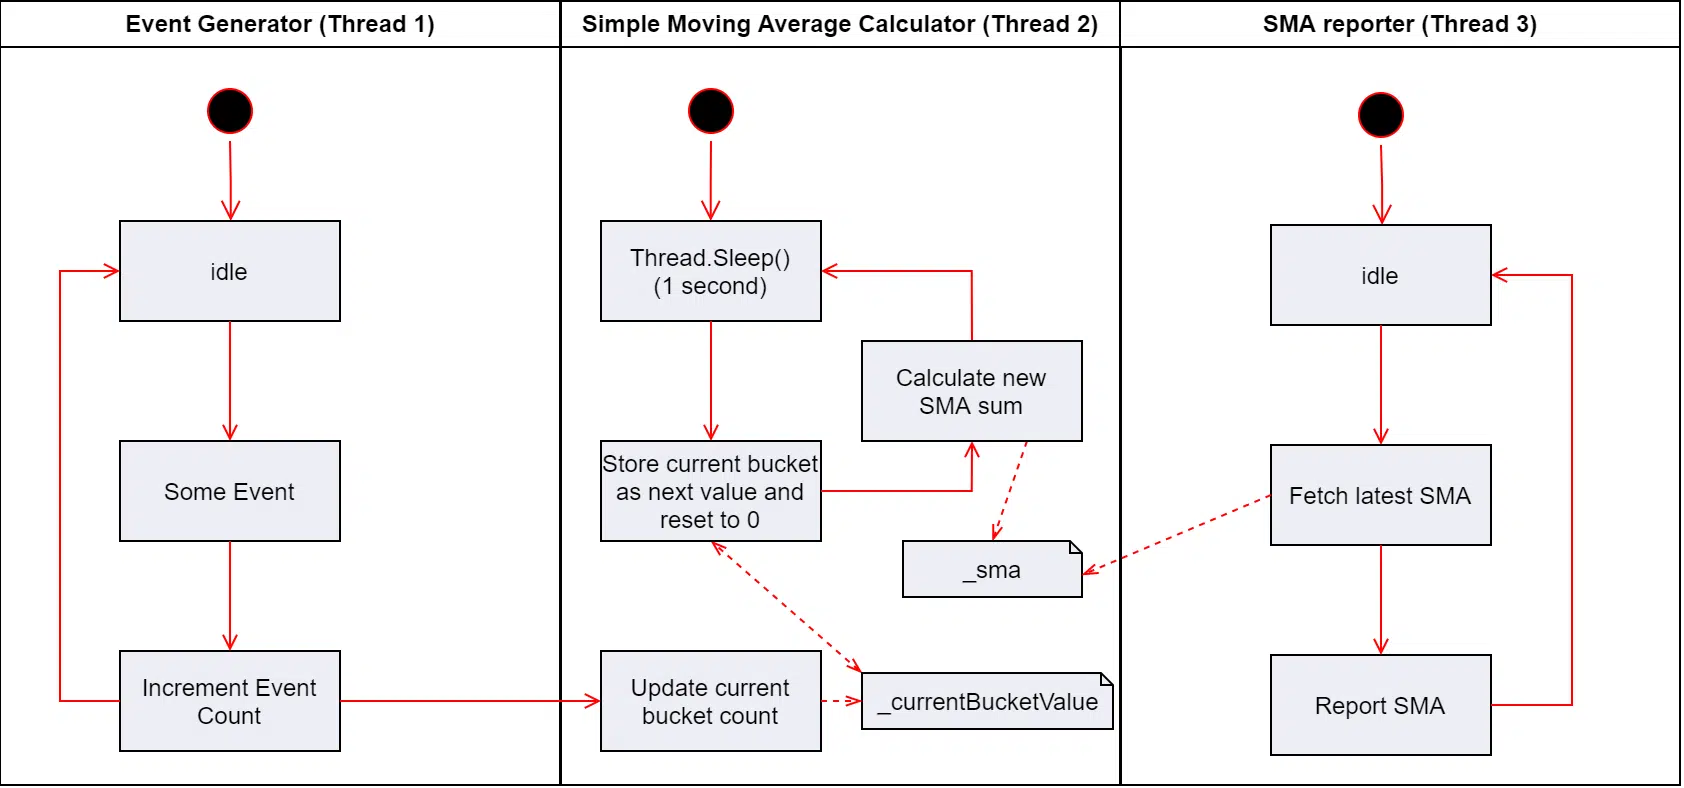 Event Generator (Thread 1)
Simple Moving Average Calculator (Thread 2)
SMA reporter (Thread 3)
idle
Some Event
Increment Event
Count
Thread.Sleep()
(1 second)
Calculate new
SMA sum
Store current bucket
as next value and
reset to 0
_sma
Update current
bucket count
_currentBucketValue
idle
Fetch latest SMA
Report SMA